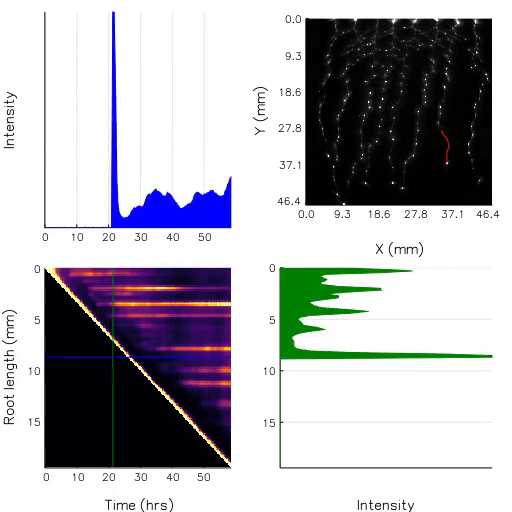 Intensity
0 10 20 30 40 50
Y (mm)
0.0
9.3
18.6
27.8
37.1
46.4
0.0 9.3 18.6 27.8 37.1 46.4
X (mm)
Root length (mm)
0
5
10
15
0 10 20 30 40 50
Time (hrs)
0
5
10
15
Intensity